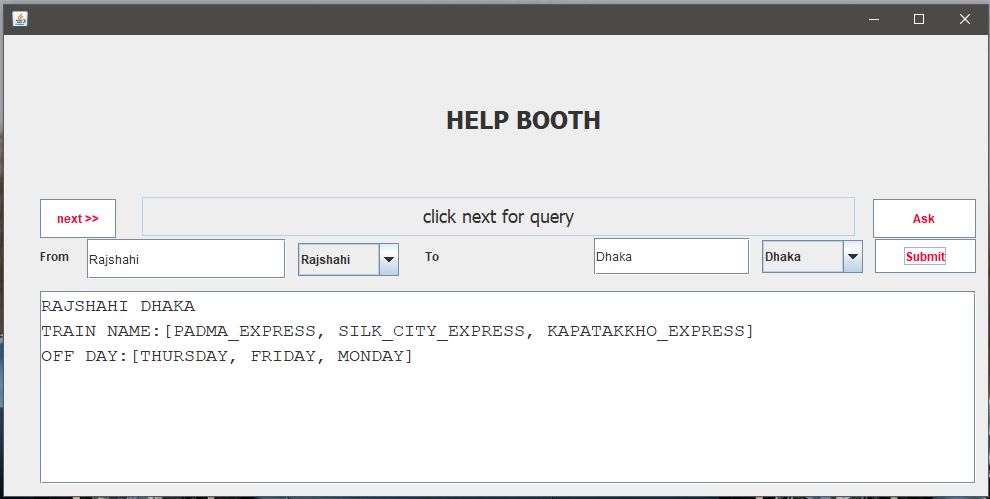 HELP BOOTH
next >>
click next for query
Ask
From
Rajshahi
Rajshahi
To
Dhaka
Dhaka
Submit
RAJSHAHI DHAKA
TRAIN NAME:[PADMA_EXPRESS, SILK_CITY_EXPRESS, KAPATAKKHO_EXPRESS]
OFF DAY:[THURSDAY, FRIDAY, MONDAY]